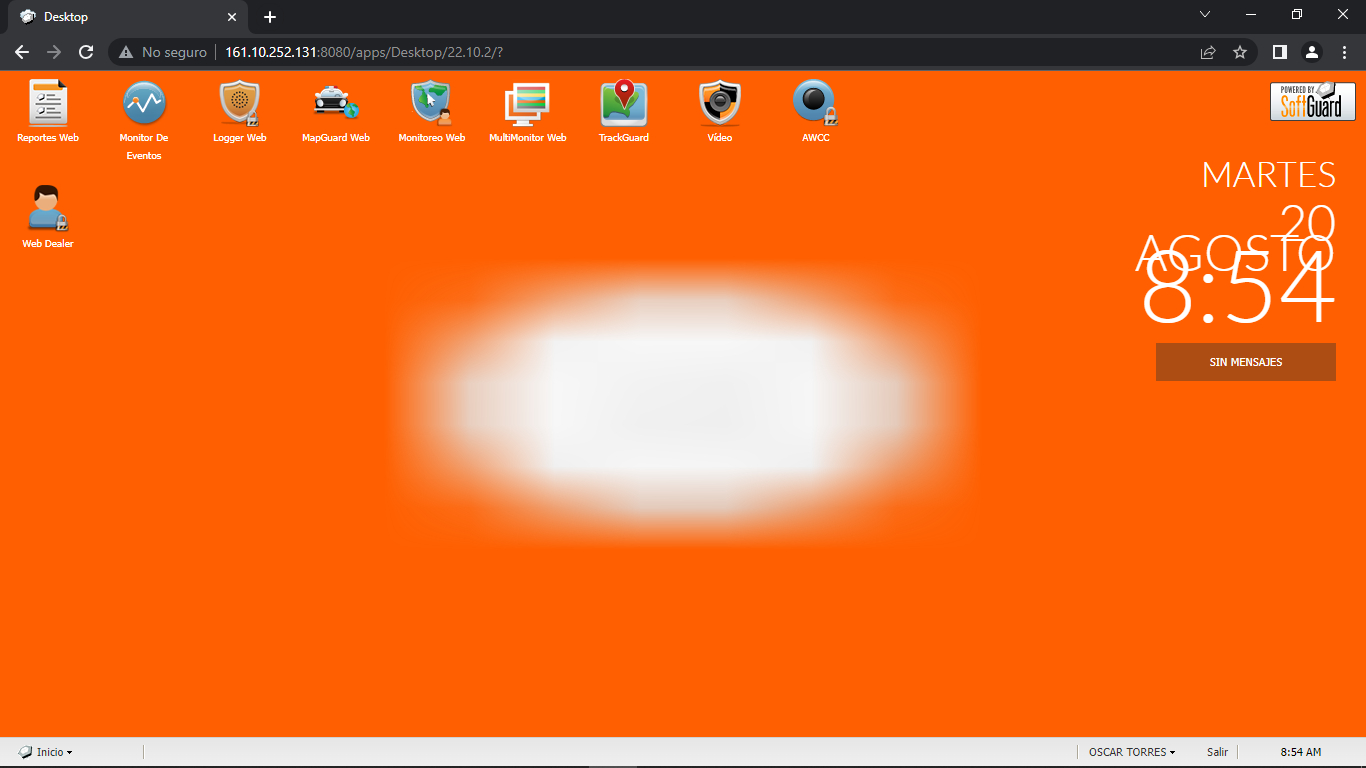 Desktop
No seguro
161.10.252.131:8080/apps/Desktop/22.10.2/?
Reportes Web
Monitor De
Eventos
Logger Web
MapGuard Web
Monitoreo Web
MultiMonitor Web
TrackGuard
Vídeo
AWCC
POWERED BY
SoftGuard
Web Dealer
MARTES
20
AGOSTO
8:54
SIN MENSAJES
Inicio
OSCAR TORRES
Salir
8:54 AM